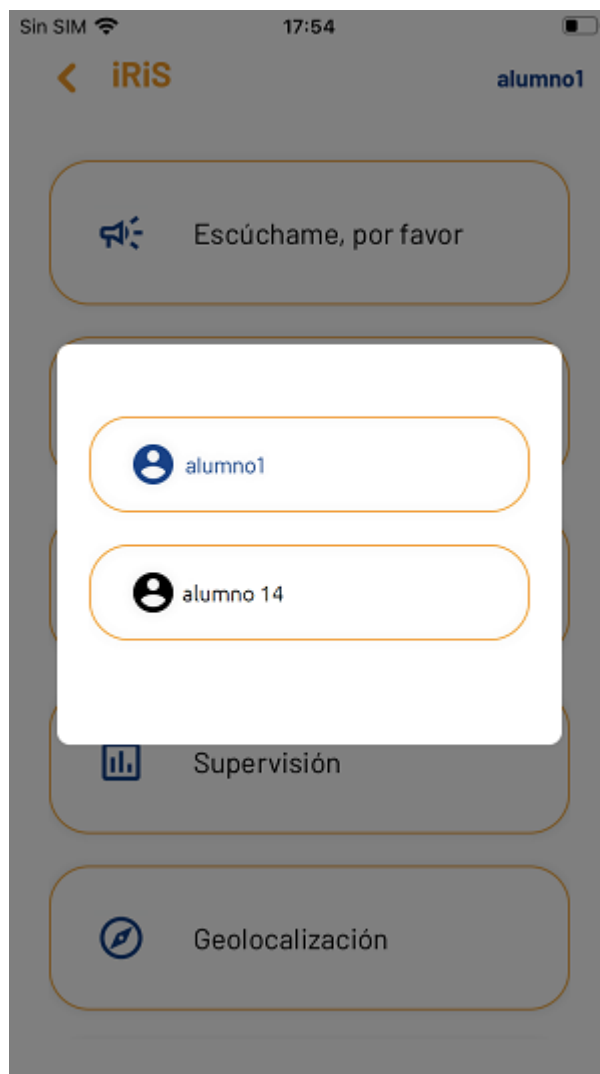 Sin SIM 17:54
iRiS alumno1
Escúchame, por favor
alumno1
alumno 14
Supervisión
Geolocalización